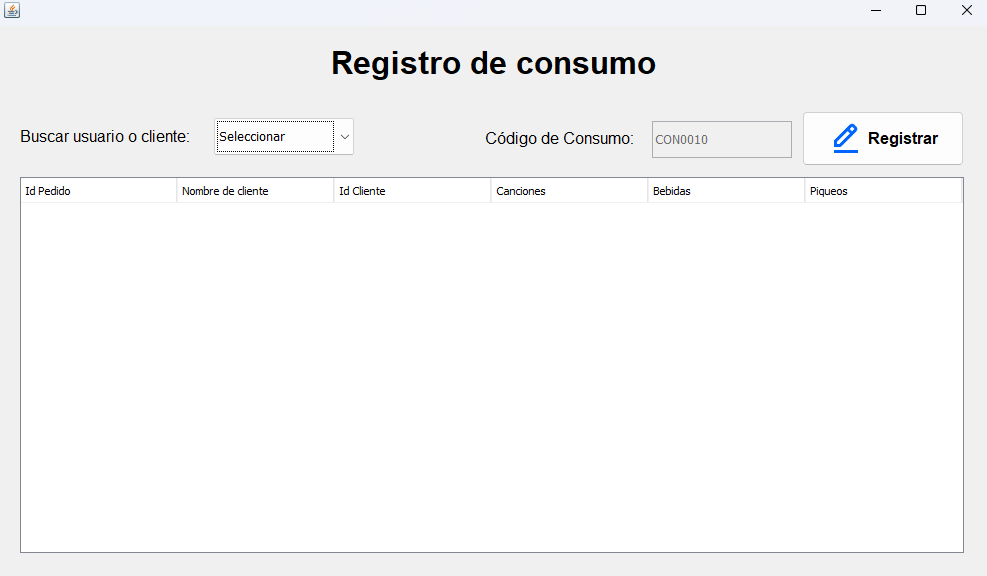 Registro de consumo
Buscar usuario o cliente: Seleccionar Código de Consumo: CON0010 Registrar
Id Pedido Nombre de cliente Id Cliente Canciones Bebidas Piqueos